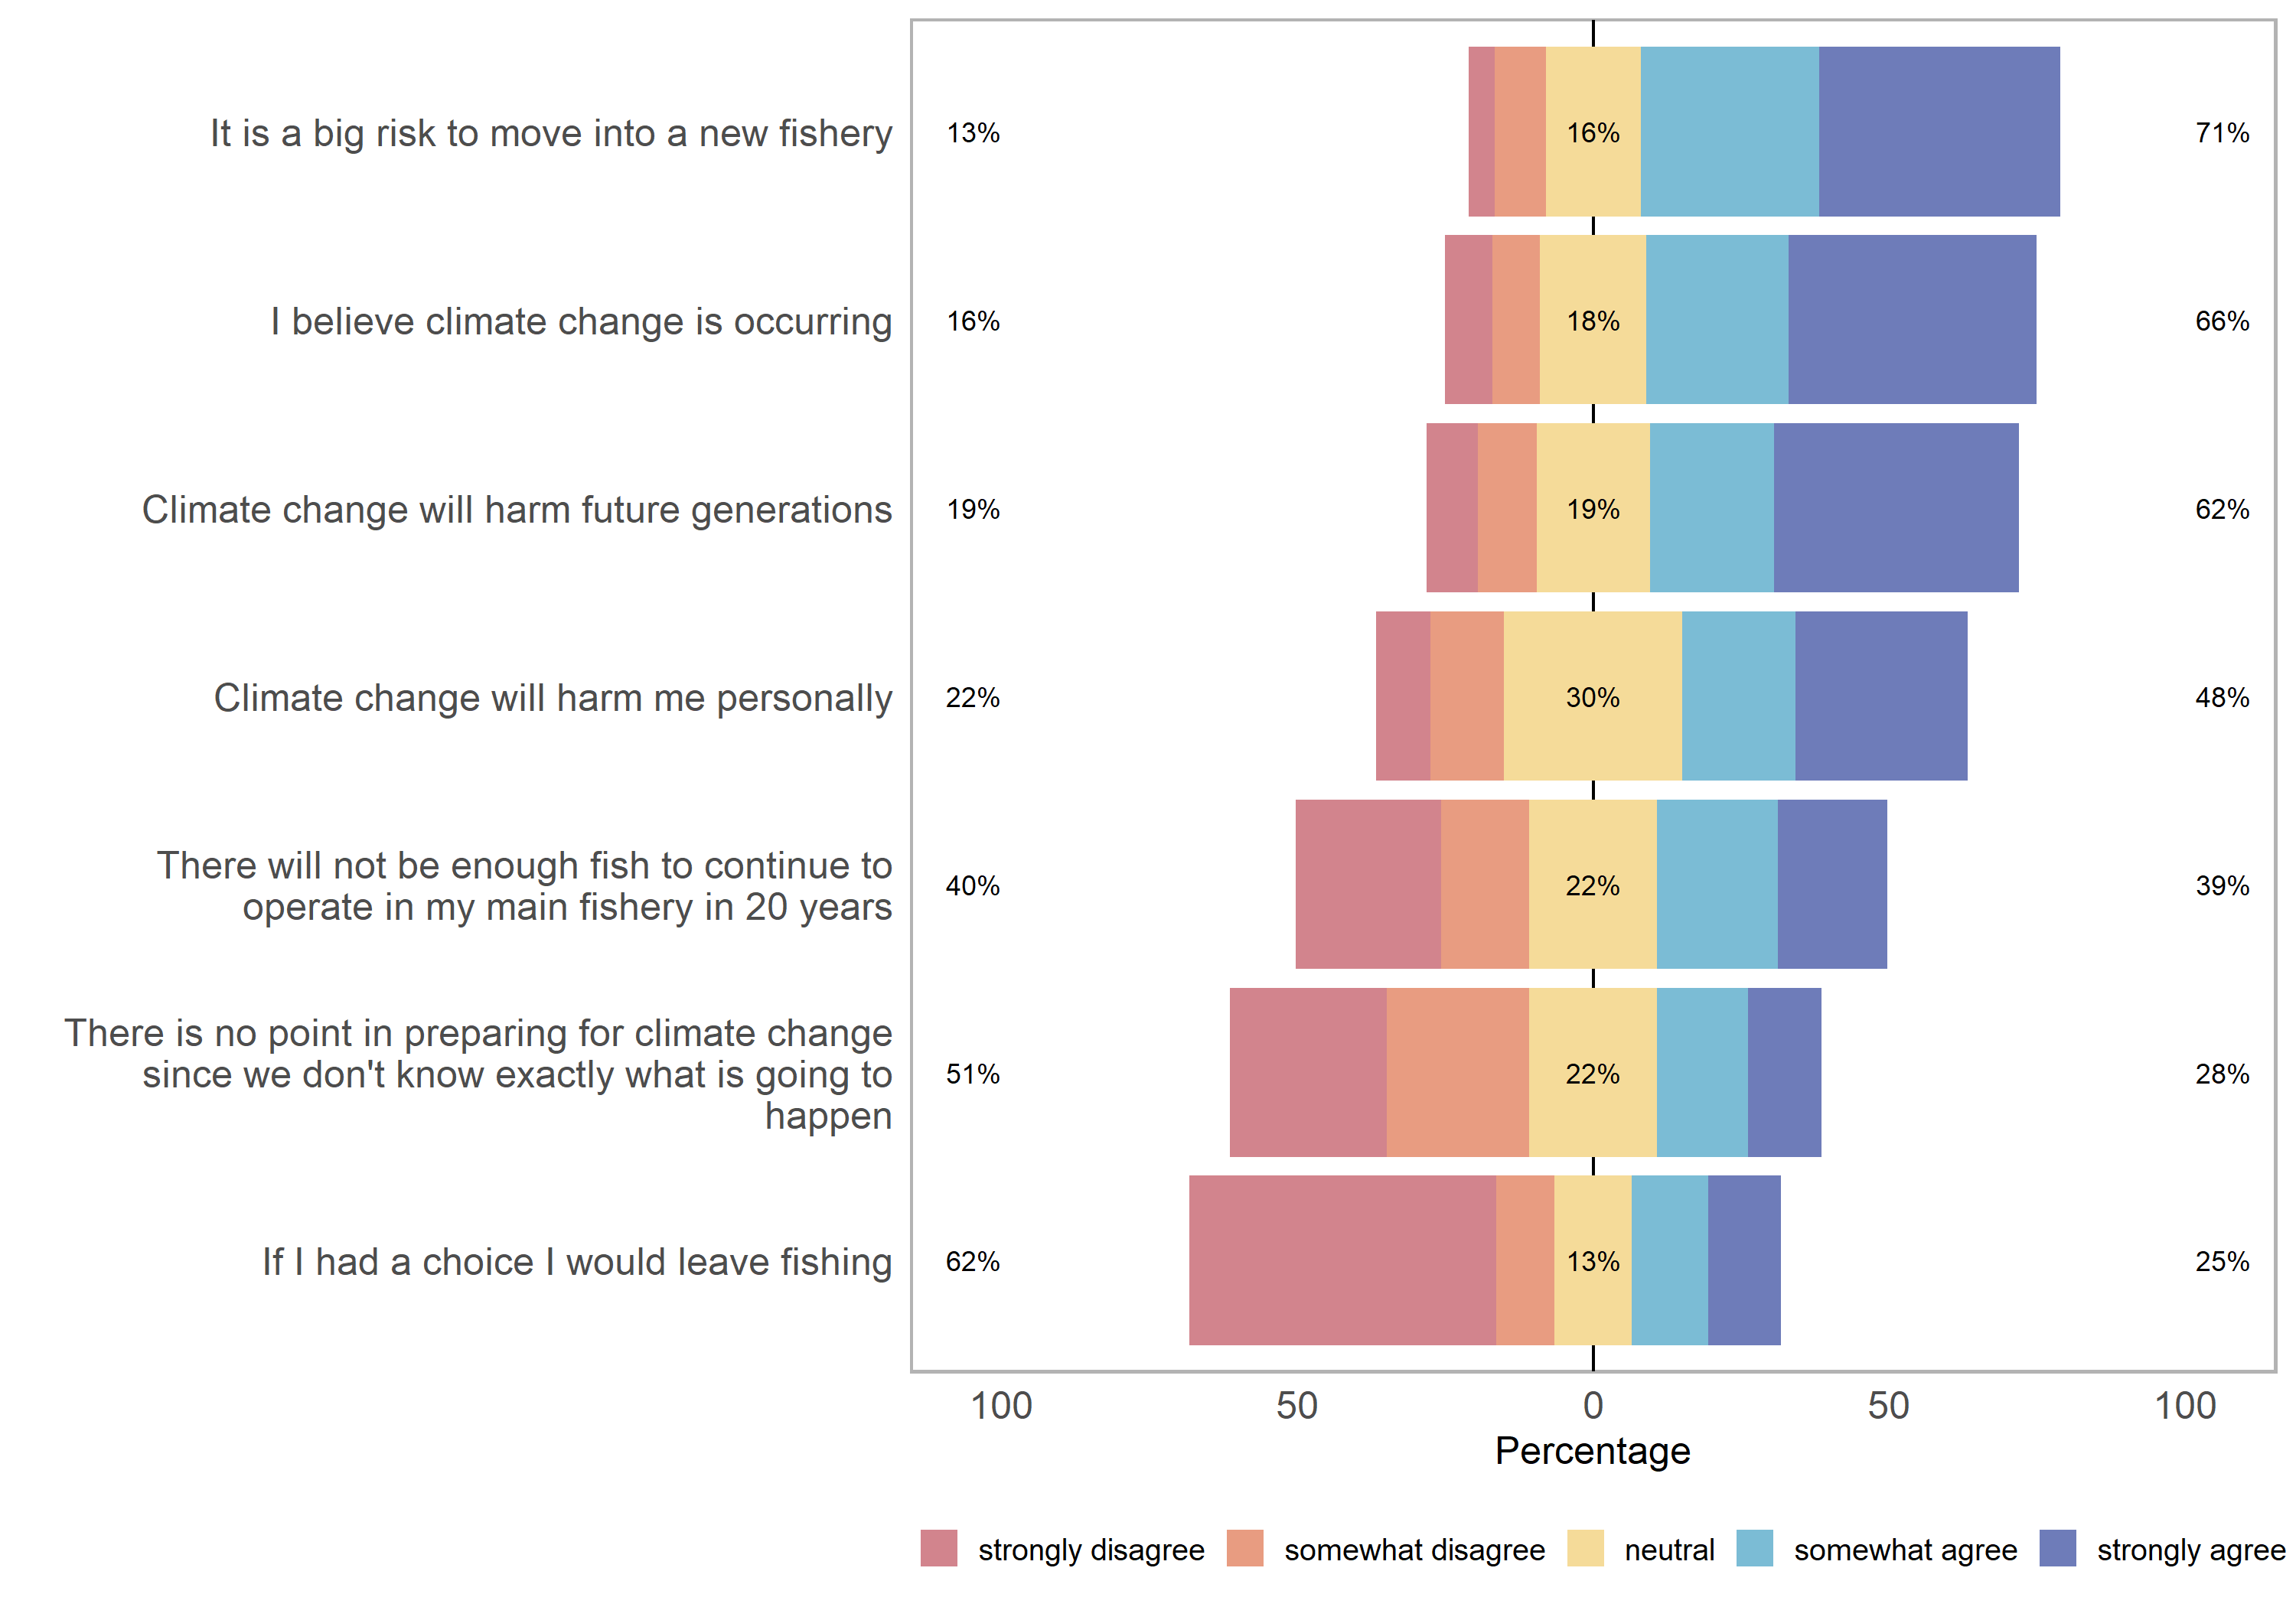 It is a big risk to move into a new fishery
13%
16%
71%
I believe climate change is occurring
16%
18%
66%
Climate change will harm future generations
19%
19%
62%
Climate change will harm me personally
22%
30%
48%
There will not be enough fish to continue to
operate in my main fishery in 20 years
40%
22%
39%
There is no point in preparing for climate change
since we don't know exactly what is going to
happen
51%
22%
28%
If I had a choice I would leave fishing
62%
13%
25%
100 50 0 50 100
Percentage
strongly disagree somewhat disagree neutral somewhat agree strongly agree